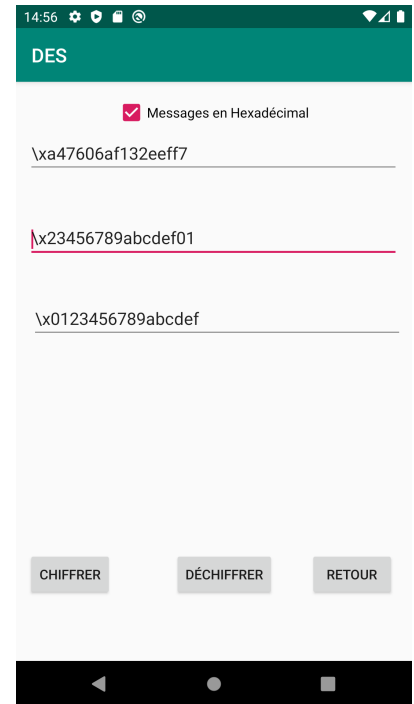 14:56
DES
Messages en Hexadécimal
\xa47606af132eeff7
\x23456789abcdef01
\x0123456789abcdef
CHIFFRER DÉCHIFFRER RETOUR